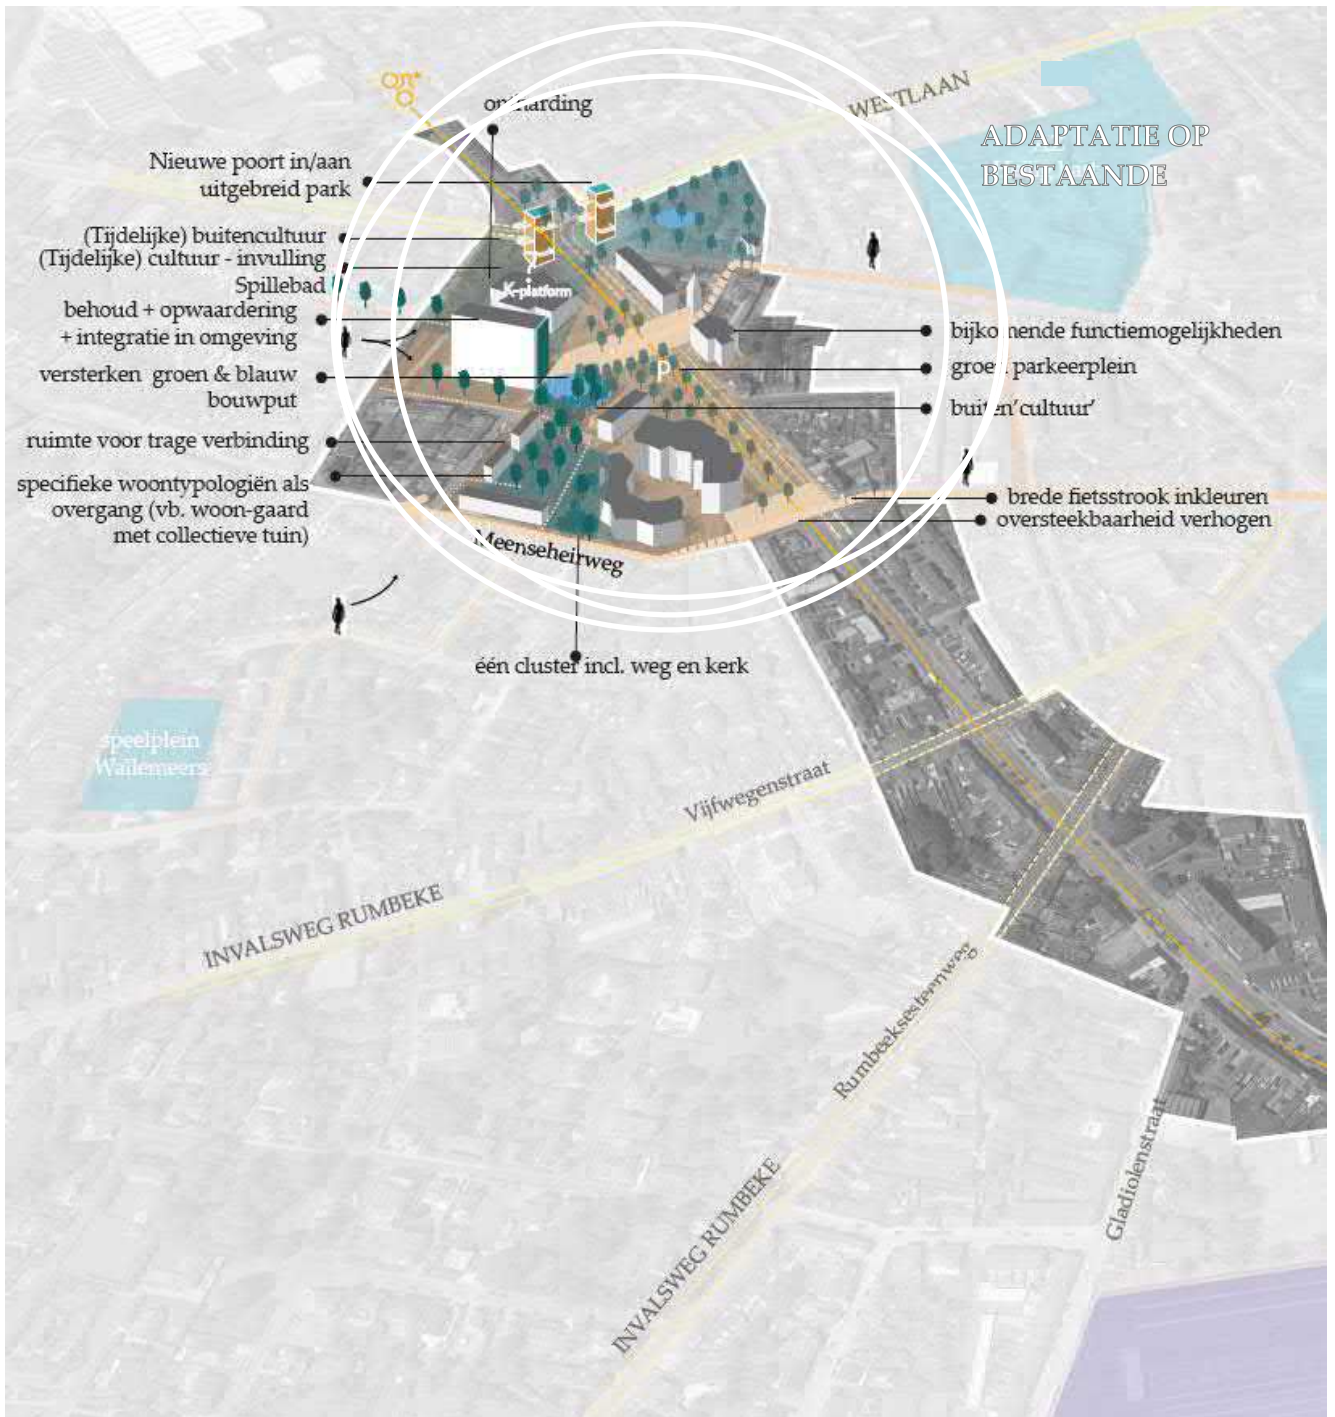 ontharding
WESTLAAN
ADAPTATIE OP
BESTAANDE
Nieuwe poort in/aan
uitgebreid park
(Tijdelijke) buitencultuur
(Tijdelijke) cultuur - invulling
Spillebad
behoud + opwaardering
+ integratie in omgeving
versterken groen & blauw
bouwput
ruimte voor trage verbinding
specifieke woontypologiën als
overgang (vb. woon-gaard
met collectieve tuin)
K-platform
P
bijkomende functiemogelijkheden
groen parkeerplein
buiten'cultuur'
brede fietsstrook inkleuren
oversteekbaarheid verhogen
Meenseheirweg
één cluster incl. weg en kerk
speelplein
Wallemeers
Vijfwegenstraat
INVALSWEG RUMBEKE
Rumbeeksesteenweg
INVALSWEG RUMBEKE
Gladiolenstraat